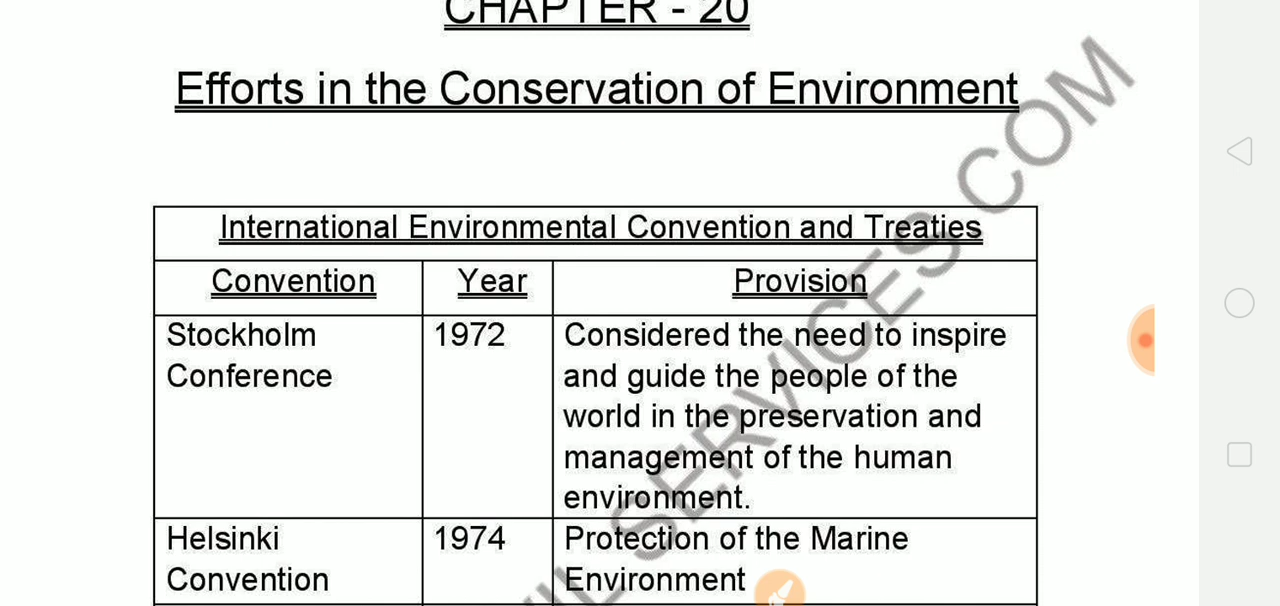 CHAPTER - 20
Efforts in the Conservation of Environment
International Environmental Convention and Treaties
Convention Year Provision
Stockholm 1972 Considered the need to inspire
Conference and guide the people of the
world in the preservation and
management of the human
environment.
Helsinki 1974 Protection of the Marine
Convention Environment
SERVICES.COM